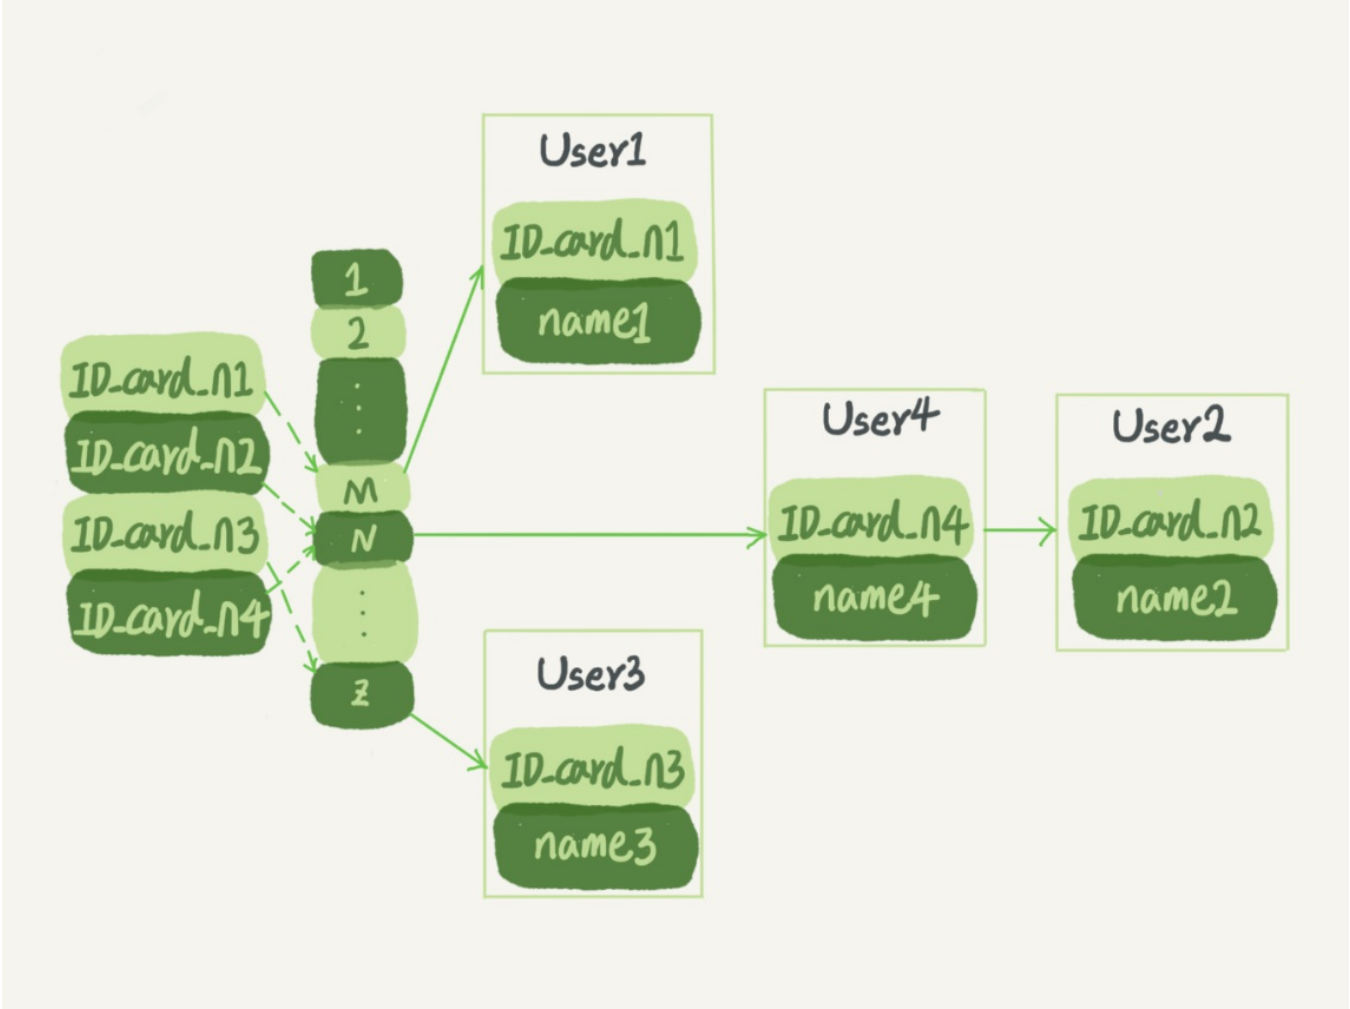 ID_card_n1
ID_card_n2
ID_card_n3
ID_card_n4
1
2
M
N
Z
User1
ID_card_n1
name1
User4
ID_card_n4
name4
User2
ID_card_n2
name2
User3
ID_card_n3
name3